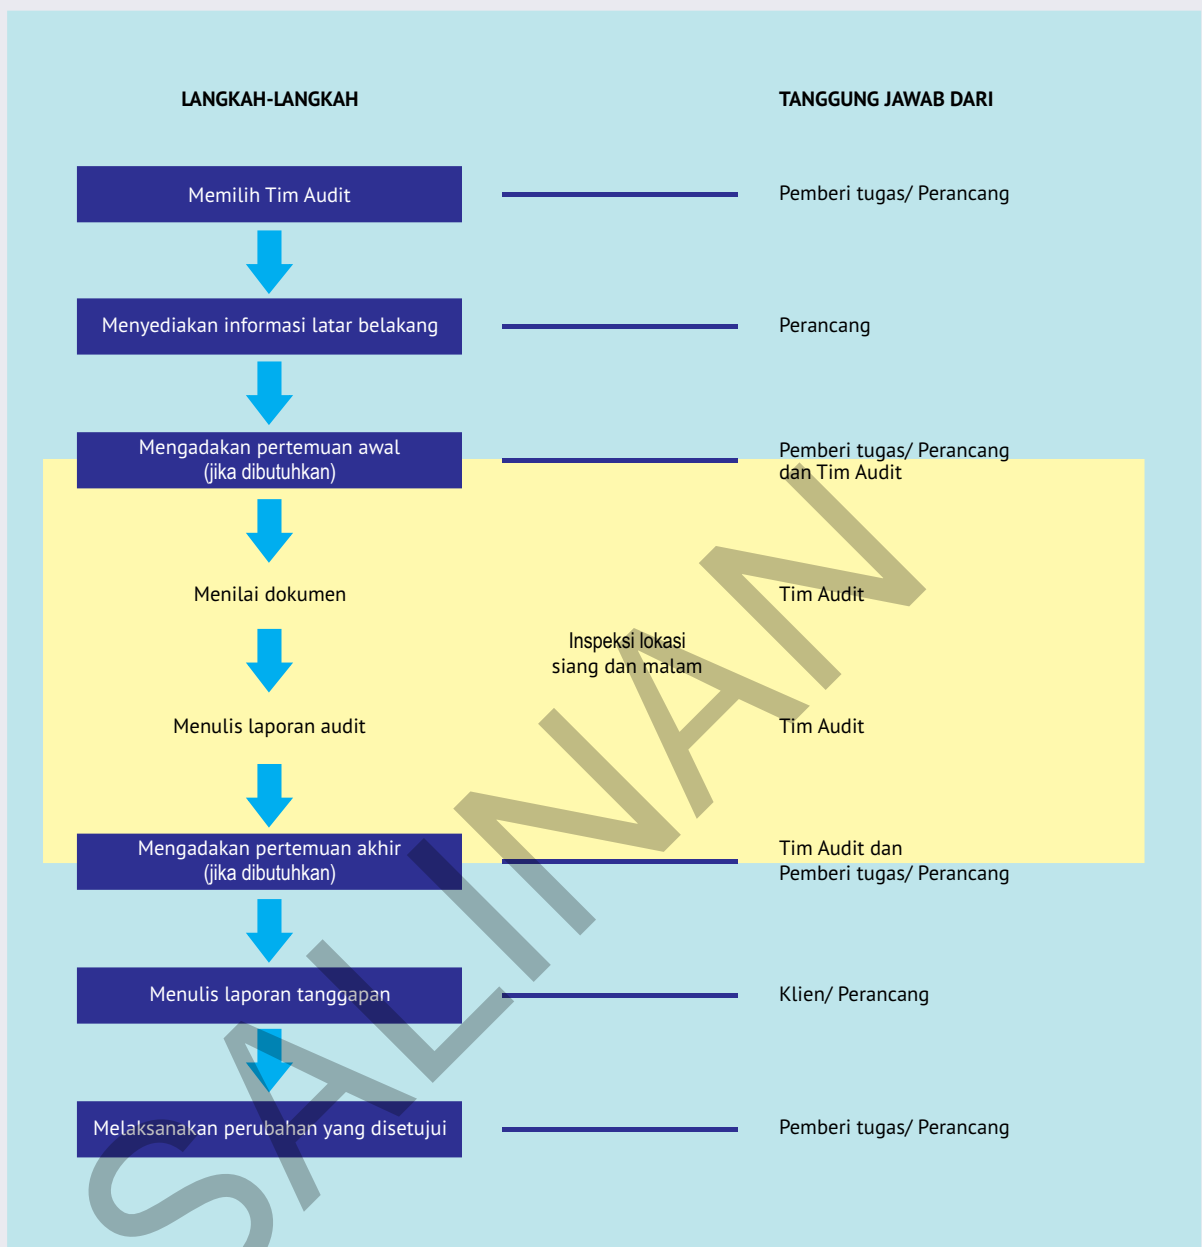 LANGKAH-LANGKAH
TANGGUNG JAWAB DARI
Memilih Tim Audit
Pemberi tugas/ Perancang
Menyediakan informasi latar belakang
Perancang
Mengadakan pertemuan awal
(jika dibutuhkan)
Pemberi tugas/ Perancang
dan Tim Audit
Menilai dokumen
Tim Audit
Inspeksi lokasi
siang dan malam
Menulis laporan audit
Tim Audit
Mengadakan pertemuan akhir
(jika dibutuhkan)
Tim Audit dan
Pemberi tugas/ Perancang
Menulis laporan tanggapan
Klien/ Perancang
Melaksanakan perubahan yang disetujui
Pemberi tugas/ Perancang
SALINAN